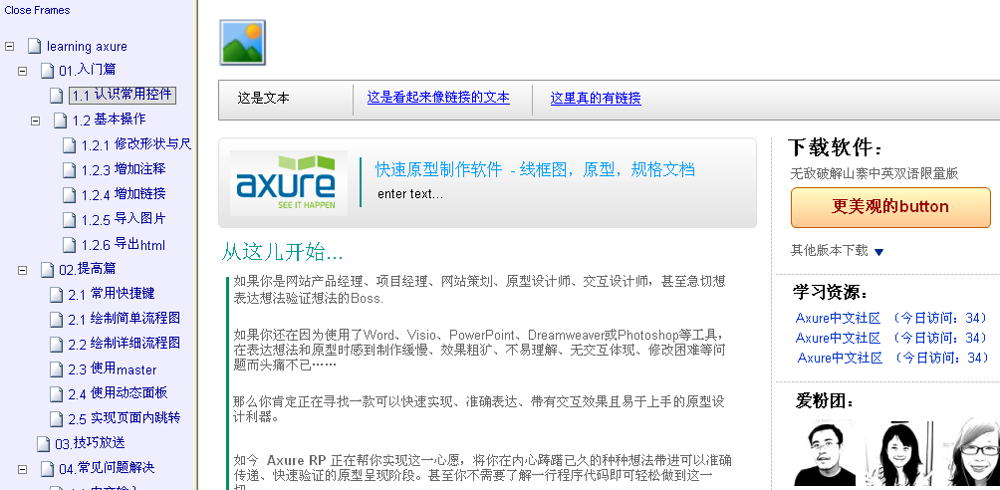 Close Frames
learning axure
01.入门篇
1.1 认识常用控件
1.2 基本操作
1.2.1 修改形状与尺
1.2.3 增加注释
1.2.4 增加链接
1.2.5 导入图片
1.2.6 导出html
02.提高篇
2.1 常用快捷键
2.1 绘制简单流程图
2.2 绘制详细流程图
2.3 使用master
2.4 使用动态面板
2.5 实现页面内跳转
03.技巧放送
04.常见问题解决
这是文本
这是看起来像链接的文本
这里真的有链接
axure
SEE IT HAPPEN
快速原型制作软件 - 线框图，原型，规格文档
enter text...
从这儿开始...
如果你是网站产品经理、项目经理、网站策划、原型设计师、交互设计师，甚至急切想
表达想法验证想法的Boss.
如果你还在因为使用了Word、Visio、PowerPoint、Dreamweaver或Photoshop等工具，
在表达想法和原型时感到制作缓慢、效果粗犷、不易理解、无交互体现、修改困难等问
题而头痛不已……
那么你肯定正在寻找一款可以快速实现、准确表达、带有交互效果且易于上手的原型设
计利器。
如今 Axure RP 正在帮你实现这一心愿，将你在内心踌躇已久的种种想法带进可以准确
传递、快速验证的原型呈现阶段。甚至你不需要了解一行程序代码即可轻松做到这一
下载软件：
无敌破解山寨中英双语限量版
更美观的button
其他版本下载
学习资源：
Axure中文社区 （今日访问：34）
Axure中文社区 （今日访问：34）
Axure中文社区 （今日访问：34）
爱粉团：